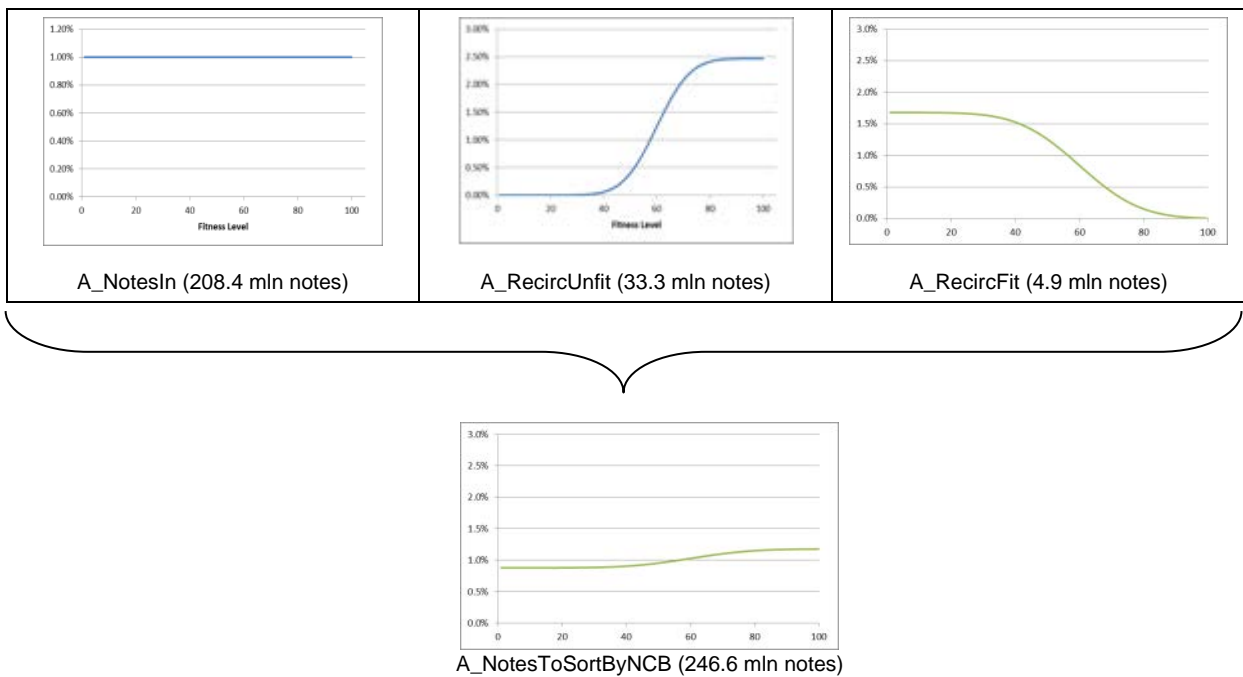 1.20%
1.00%
0.80%
0.60%
0.40%
0.20%
0.00%
0 20 40 60 80 100
Fitness Level
A_NotesIn (208.4 mln notes)
3.00%
2.50%
2.00%
1.50%
1.00%
0.50%
0.00%
0 20 40 60 80 100
Fitness Level
A_RecircUnfit (33.3 mln notes)
3.0%
2.5%
2.0%
1.5%
1.0%
0.5%
0.0%
0 20 40 60 80 100
A_RecircFit (4.9 mln notes)
3.0%
2.5%
2.0%
1.5%
1.0%
0.5%
0.0%
0 20 40 60 80 100
A_NotesToSortByNCB (246.6 mln notes)